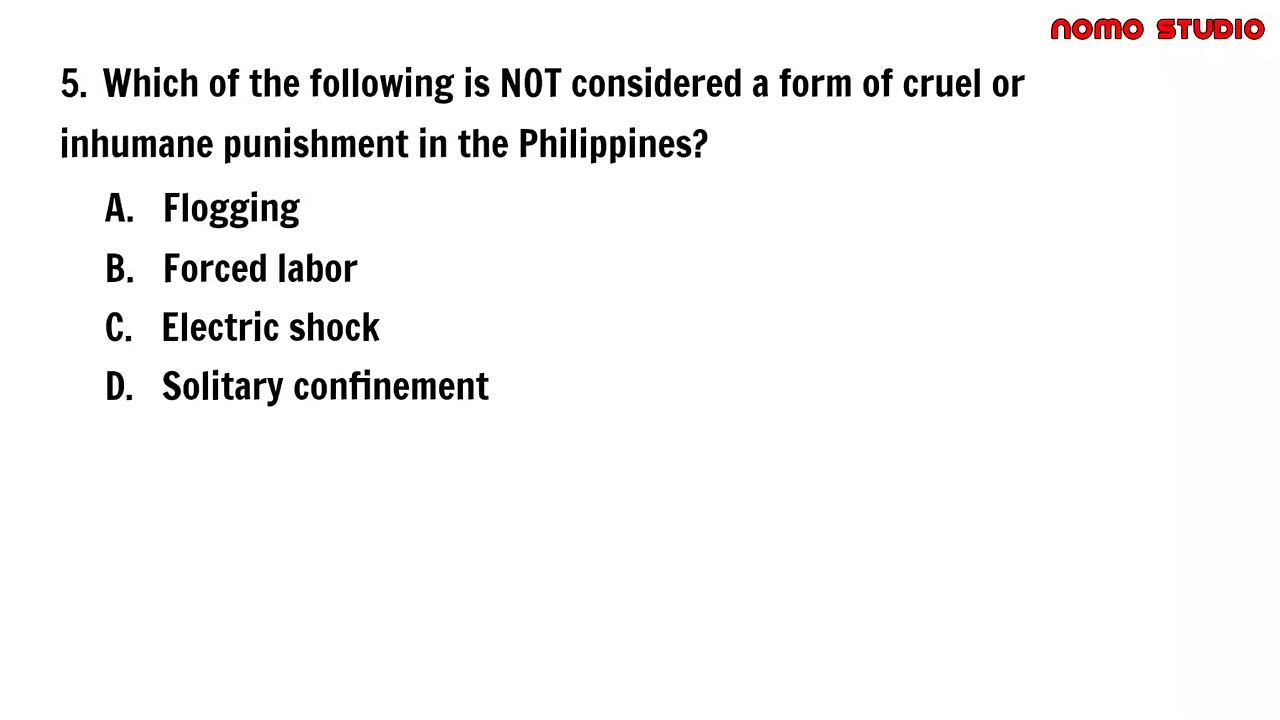 NOMO STUDIO
5. Which of the following is NOT considered a form of cruel or
inhumane punishment in the Philippines?
A. Flogging
B. Forced labor
C. Electric shock
D. Solitary confinement